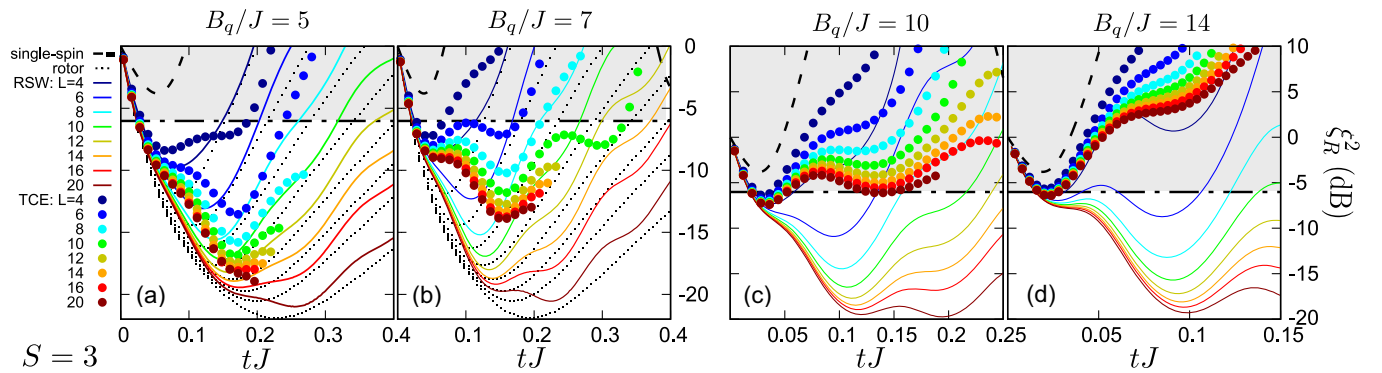 B_q/J = 5
B_q/J = 7
B_q/J = 10
B_q/J = 14
single-spin
rotor
RSW: L=4
6
8
10
12
14
16
20
TCE: L=4
6
8
10
12
14
16
20
(a)
(b)
(c)
(d)
0
-5
-10
-15
-20
10
5
0
-5
-10
-15
-20
ξ_R^2 (dB)
0 0.1 0.2 0.3 0.4 0.1 0.2 0.3 0.4
0.05 0.1 0.15 0.2 0.25 0.05 0.1 0.15
S = 3
tJ
tJ
tJ
tJ